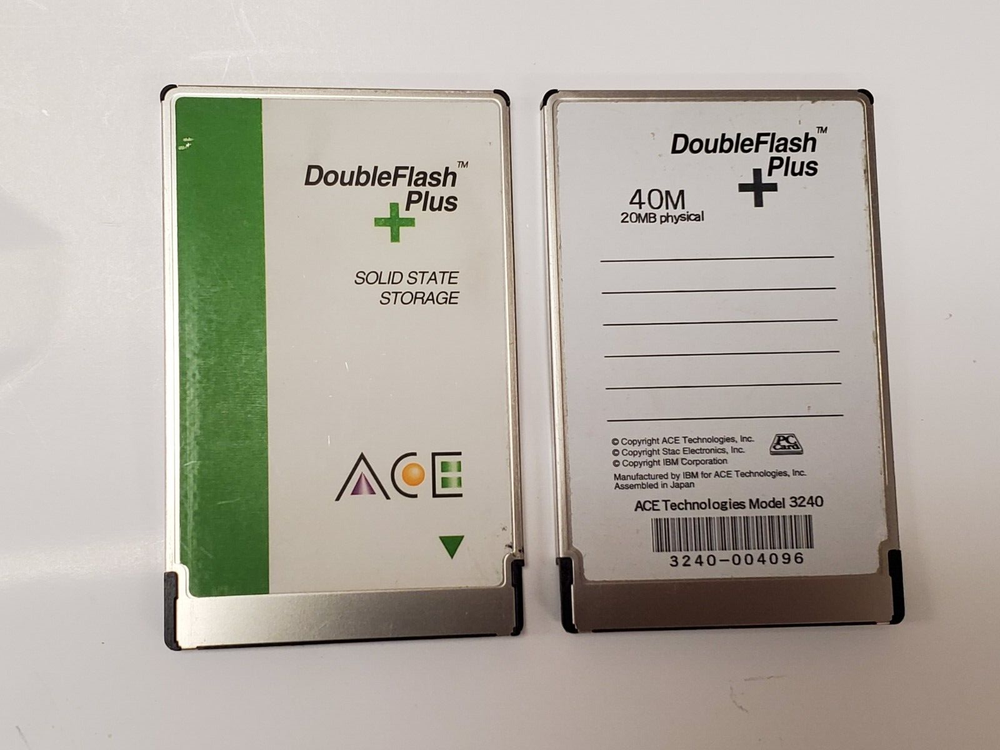 DoubleFlash™
Plus
SOLID STATE
STORAGE
ACE
DoubleFlash™
Plus
40M
20MB physical
© Copyright ACE Technologies, Inc.
© Copyright Stac Electronics, Inc.
© Copyright IBM Corporation
PC
Card
Manufactured by IBM for ACE Technologies, Inc.
Assembled in Japan
ACE Technologies Model 3240
3240-004096